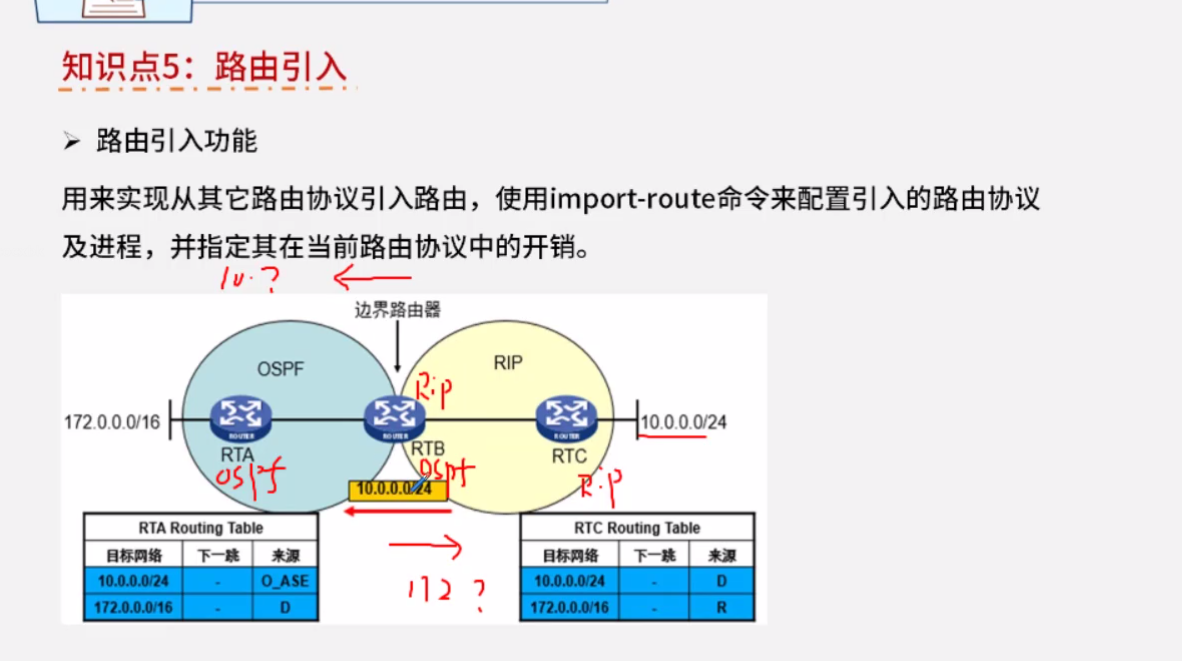 知识点5：路由引入
➢ 路由引入功能
用来实现从其它路由协议引入路由，使用import-route命令来配置引入的路由协议
及进程，并指定其在当前路由协议中的开销。
10.?
边界路由器
OSPF
RIP
Rip
172.0.0.0/16
10.0.0.0/24
ROUTER
ROUTER
ROUTER
RTA
RTB
RTC
OSPf
OSpf
Rip
10.0.0.0/24
RTA Routing Table
目标网络 下一跳 来源
10.0.0.0/24 - O_ASE
172.0.0.0/16 - D
172 ?
RTC Routing Table
目标网络 下一跳 来源
10.0.0.0/24 - D
172.0.0.0/16 - R